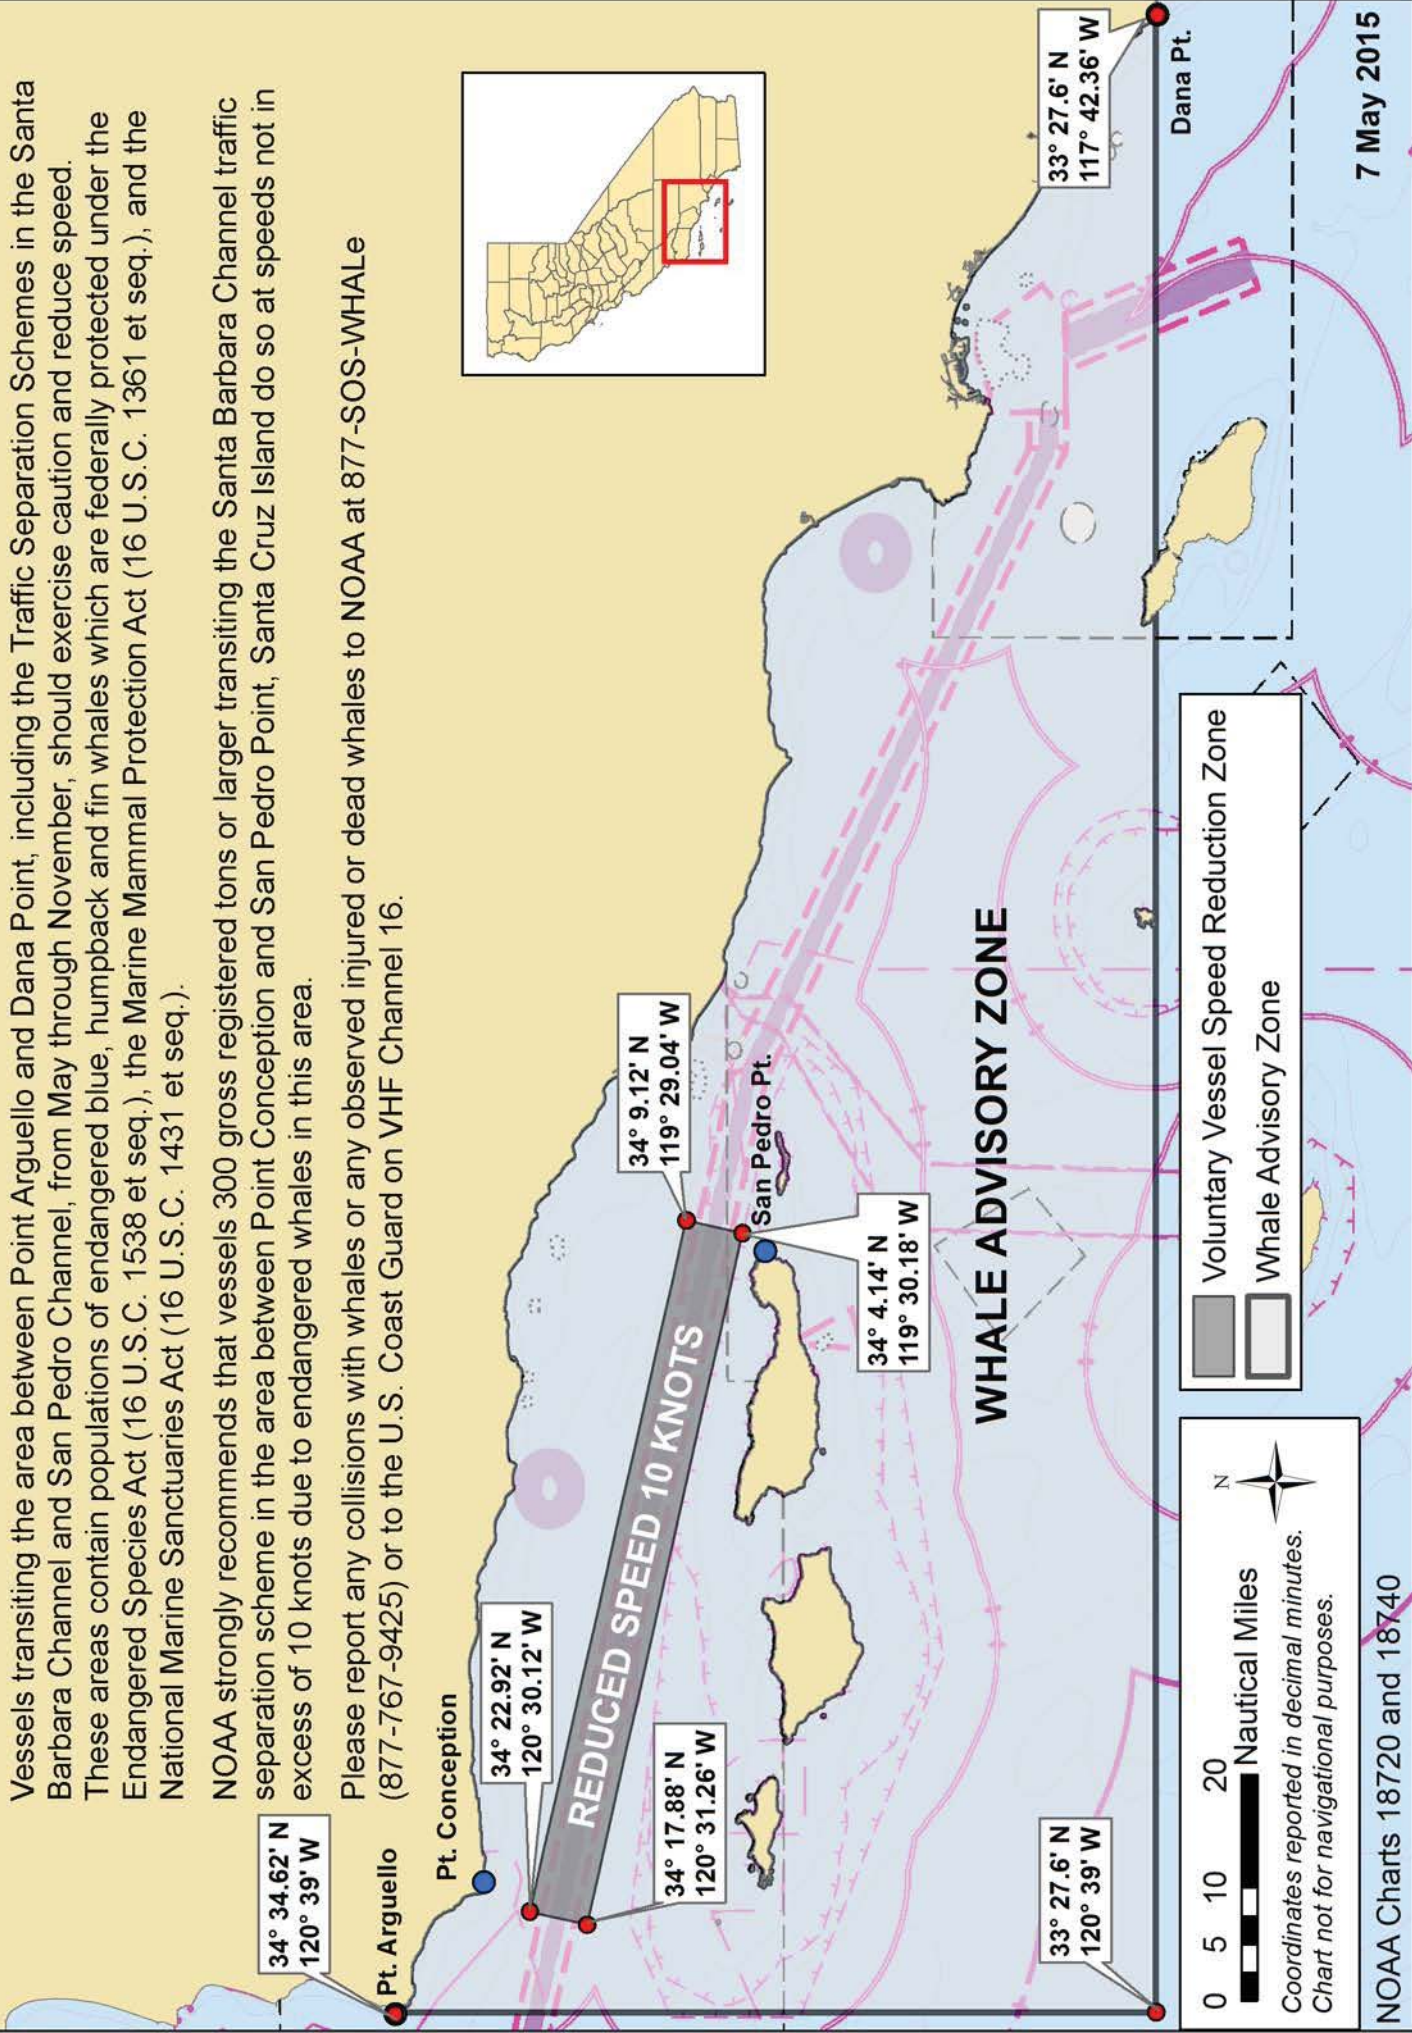 Vessels transiting the area between Point Arguello and Dana Point, including the Traffic Separation Schemes in the Santa
Barbara Channel and San Pedro Channel, from May through November, should exercise caution and reduce speed.
These areas contain populations of endangered blue, humpback and fin whales which are federally protected under the
Endangered Species Act (16 U.S.C. 1538 et seq.), the Marine Mammal Protection Act (16 U.S.C. 1361 et seq.), and the
National Marine Sanctuaries Act (16 U.S.C. 1431 et seq.).
NOAA strongly recommends that vessels 300 gross registered tons or larger transiting the Santa Barbara Channel traffic
separation scheme in the area between Point Conception and San Pedro Point, Santa Cruz Island do so at speeds not in
excess of 10 knots due to endangered whales in this area.
Please report any collisions with whales or any observed injured or dead whales to NOAA at 877-SOS-WHALe
(877-767-9425) or to the U.S. Coast Guard on VHF Channel 16.
34° 34.62' N
120° 39' W
Pt. Arguello
Pt. Conception
34° 22.92' N
120° 30.12' W
34° 9.12' N
119° 29.04' W
REDUCED SPEED 10 KNOTS
34° 17.88' N
120° 31.26' W
San Pedro Pt.
34° 4.14' N
119° 30.18' W
WHALE ADVISORY ZONE
33° 27.6' N
120° 39' W
33° 27.6' N
117° 42.36' W
Dana Pt.
0 5 10 20
Nautical Miles
N
Coordinates reported in decimal minutes.
Chart not for navigational purposes.
Voluntary Vessel Speed Reduction Zone
Whale Advisory Zone
NOAA Charts 18720 and 18740
7 May 2015